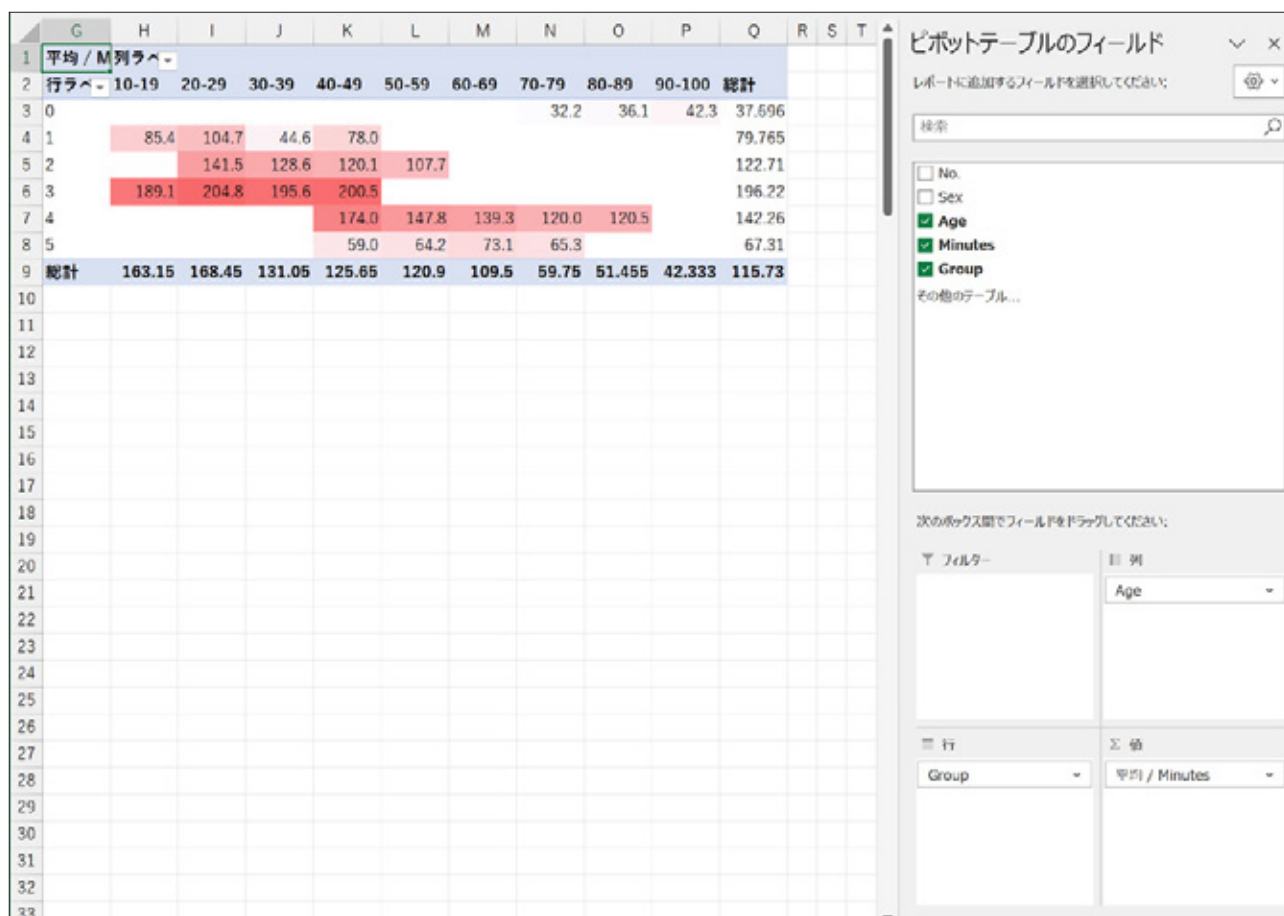 G H I J K L M N O P Q R S T
1 平均 / M 列ラベ
2 行ラベ 10-19 20-29 30-39 40-49 50-59 60-69 70-79 80-89 90-100 総計
3 0 32.2 36.1 42.3 37.696
4 1 85.4 104.7 44.6 78.0 79.765
5 2 141.5 128.6 120.1 107.7 122.71
6 3 189.1 204.8 195.6 200.5 196.22
7 4 174.0 147.8 139.3 120.0 120.5 142.26
8 5 59.0 64.2 73.1 65.3 67.31
9 総計 163.15 168.45 131.05 125.65 120.9 109.5 59.75 51.455 42.333 115.73
10
11
12
13
14
15
16
17
18
19
20
21
22
23
24
25
26
27
28
29
30
31
32
33
ピボットテーブルのフィールド
レポートに追加するフィールドを選択してください:
検索
No.
Sex
Age
Minutes
Group
その他のテーブル...
次のボックス間でフィールドをドラッグしてください:
フィルター
列
Age
行
Group
Σ 値
平均 / Minutes